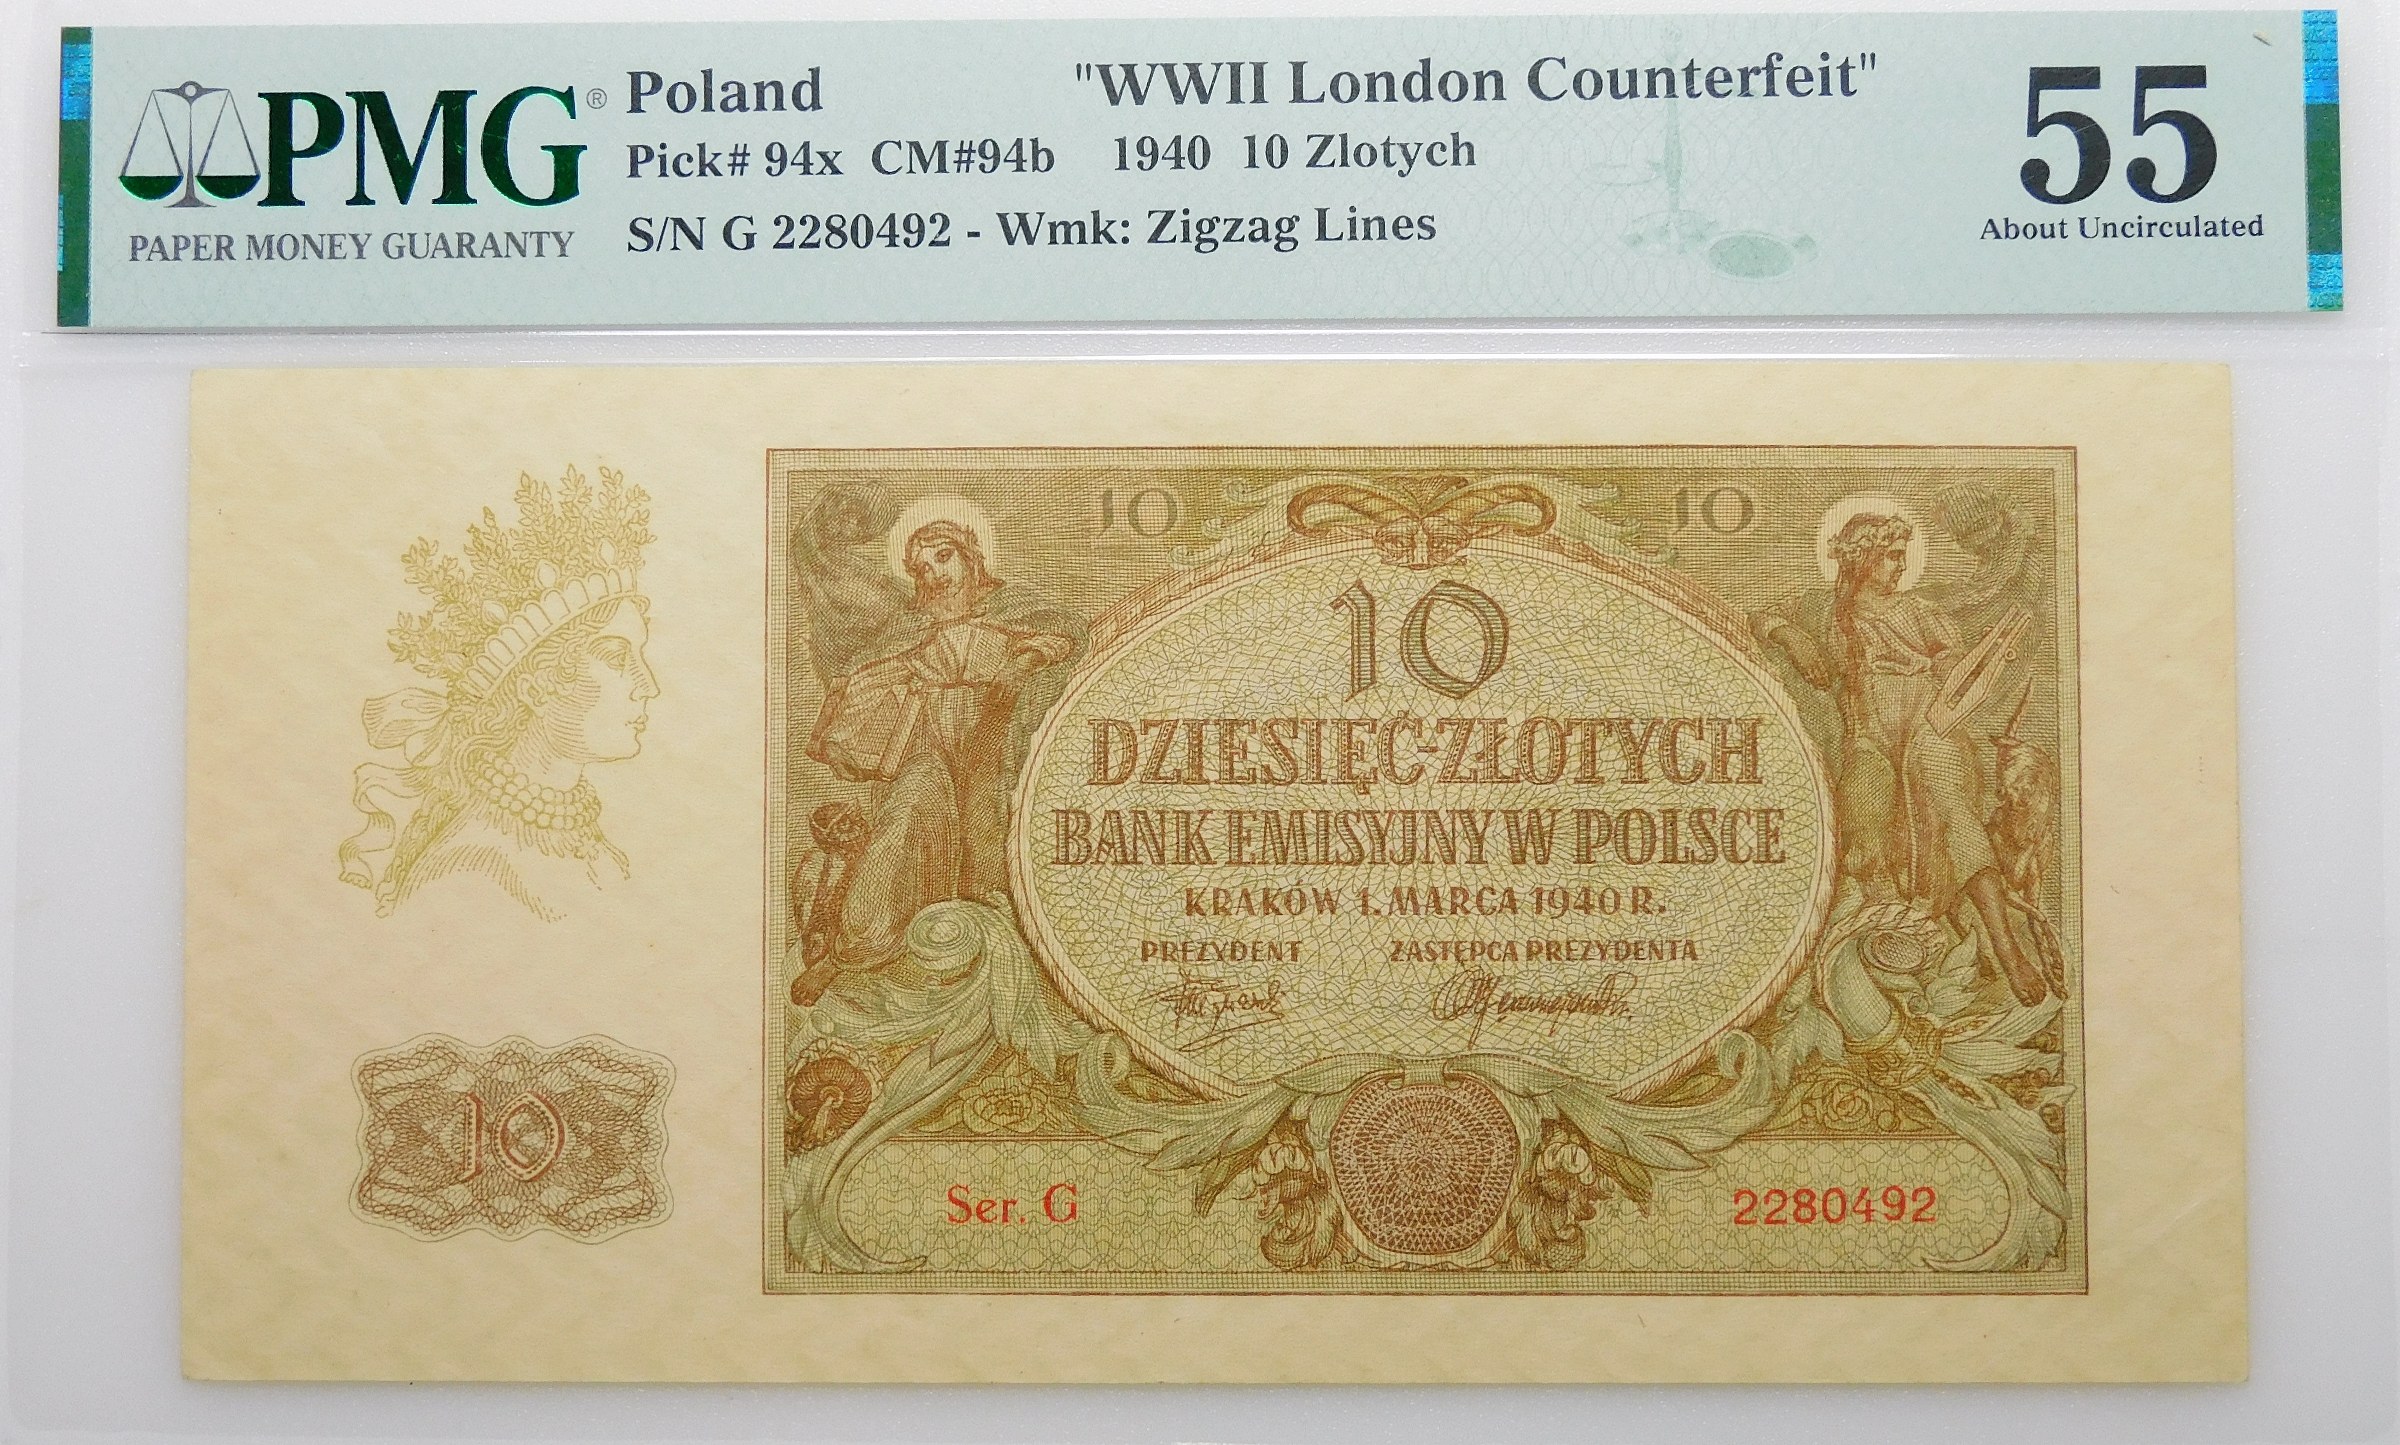 PMG®
PAPER MONEY GUARANTY
Poland "WWII London Counterfeit"
Pick# 94x CM#94b 1940 10 Zlotych
S/N G 2280492 - Wmk: Zigzag Lines
55
About Uncirculated
10 10
10
DZIESIĘĆ-ZŁOTYCH
BANK EMISYJNY W POLSCE
KRAKÓW 1. MARCA 1940 R.
PREZYDENT ZASTĘPCA PREZYDENTA
10
Ser. G 2280492